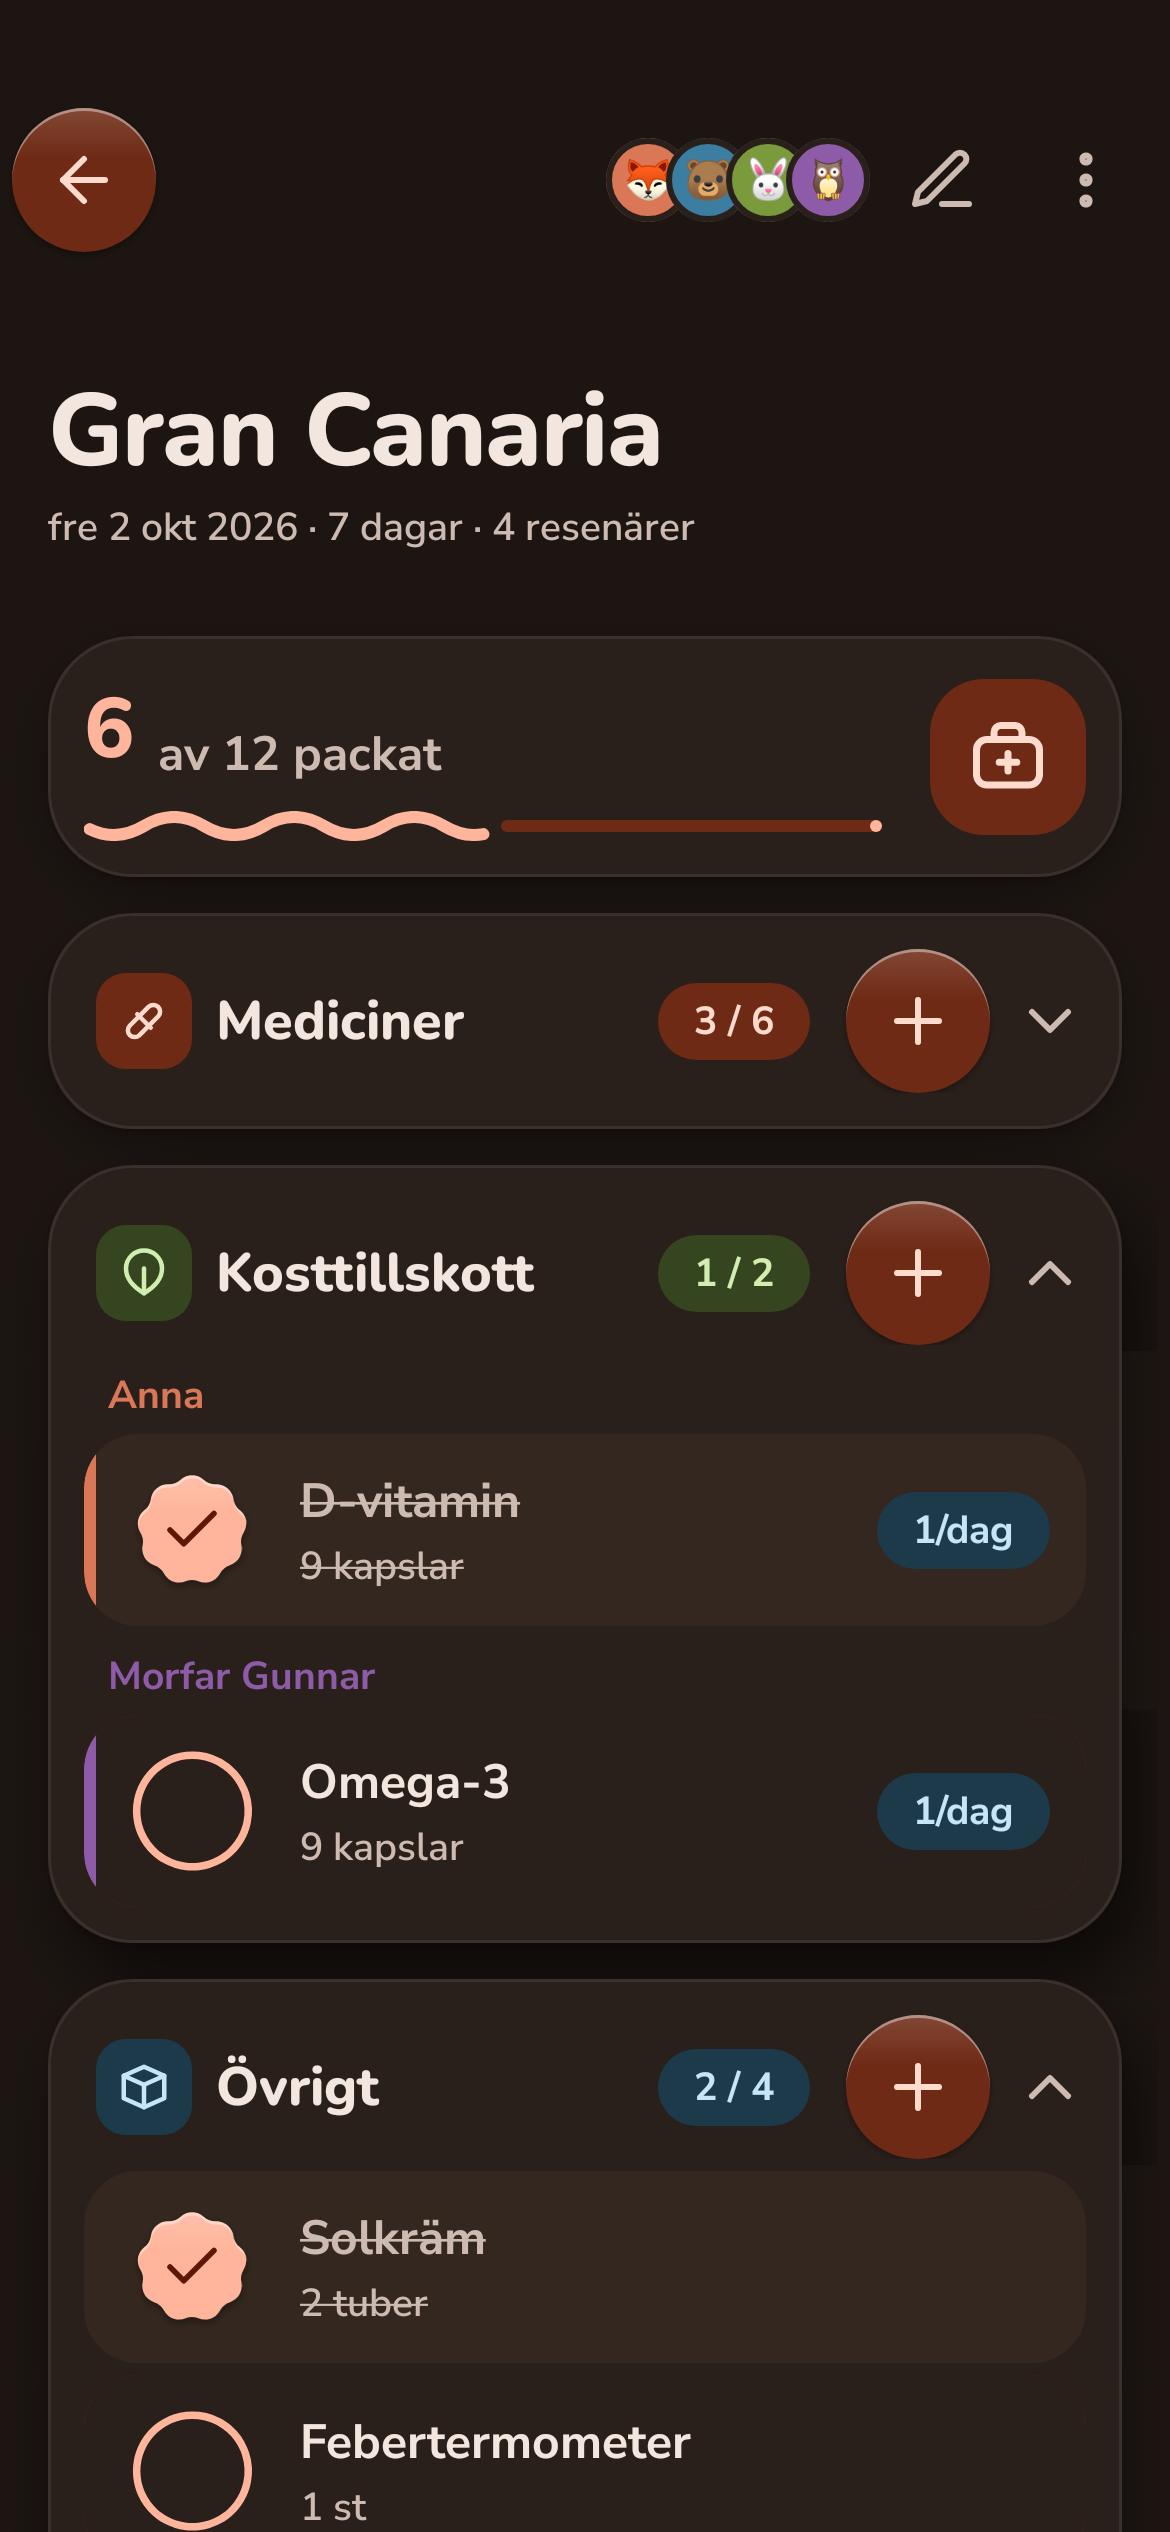 Gran Canaria
fre 2 okt 2026 · 7 dagar · 4 resenärer
6 av 12 packat
Mediciner 3 / 6
Kosttillskott 1 / 2
Anna
D-vitamin
9 kapslar
1/dag
Morfar Gunnar
Omega-3
9 kapslar
1/dag
Övrigt 2 / 4
Solkräm
2 tuber
Febertermometer
1 st